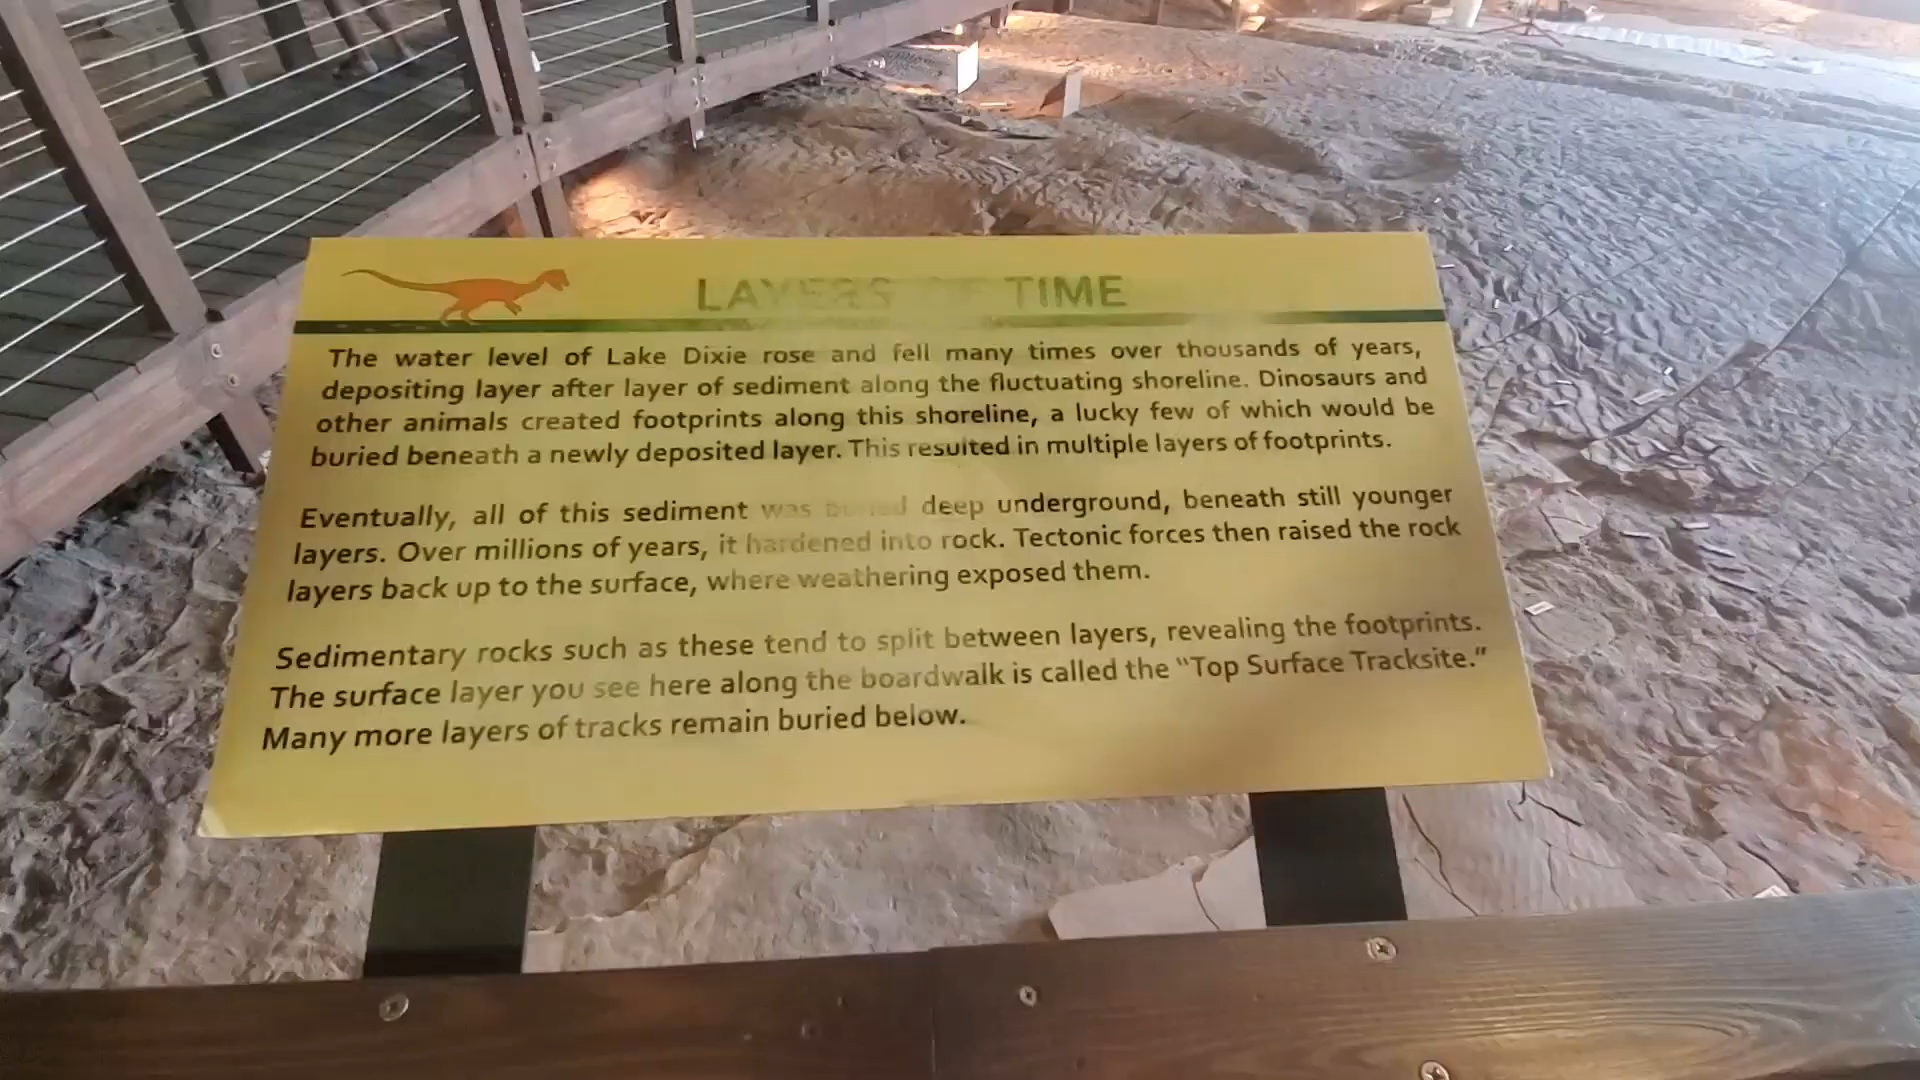 LAYERS OF TIME
The water level of Lake Dixie rose and fell many times over thousands of years,
depositing layer after layer of sediment along the fluctuating shoreline. Dinosaurs and
other animals created footprints along this shoreline, a lucky few of which would be
buried beneath a newly deposited layer. This resulted in multiple layers of footprints.
Eventually, all of this sediment was buried deep underground, beneath still younger
layers. Over millions of years, it hardened into rock. Tectonic forces then raised the rock
layers back up to the surface, where weathering exposed them.
Sedimentary rocks such as these tend to split between layers, revealing the footprints.
The surface layer you see here along the boardwalk is called the “Top Surface Tracksite.”
Many more layers of tracks remain buried below.